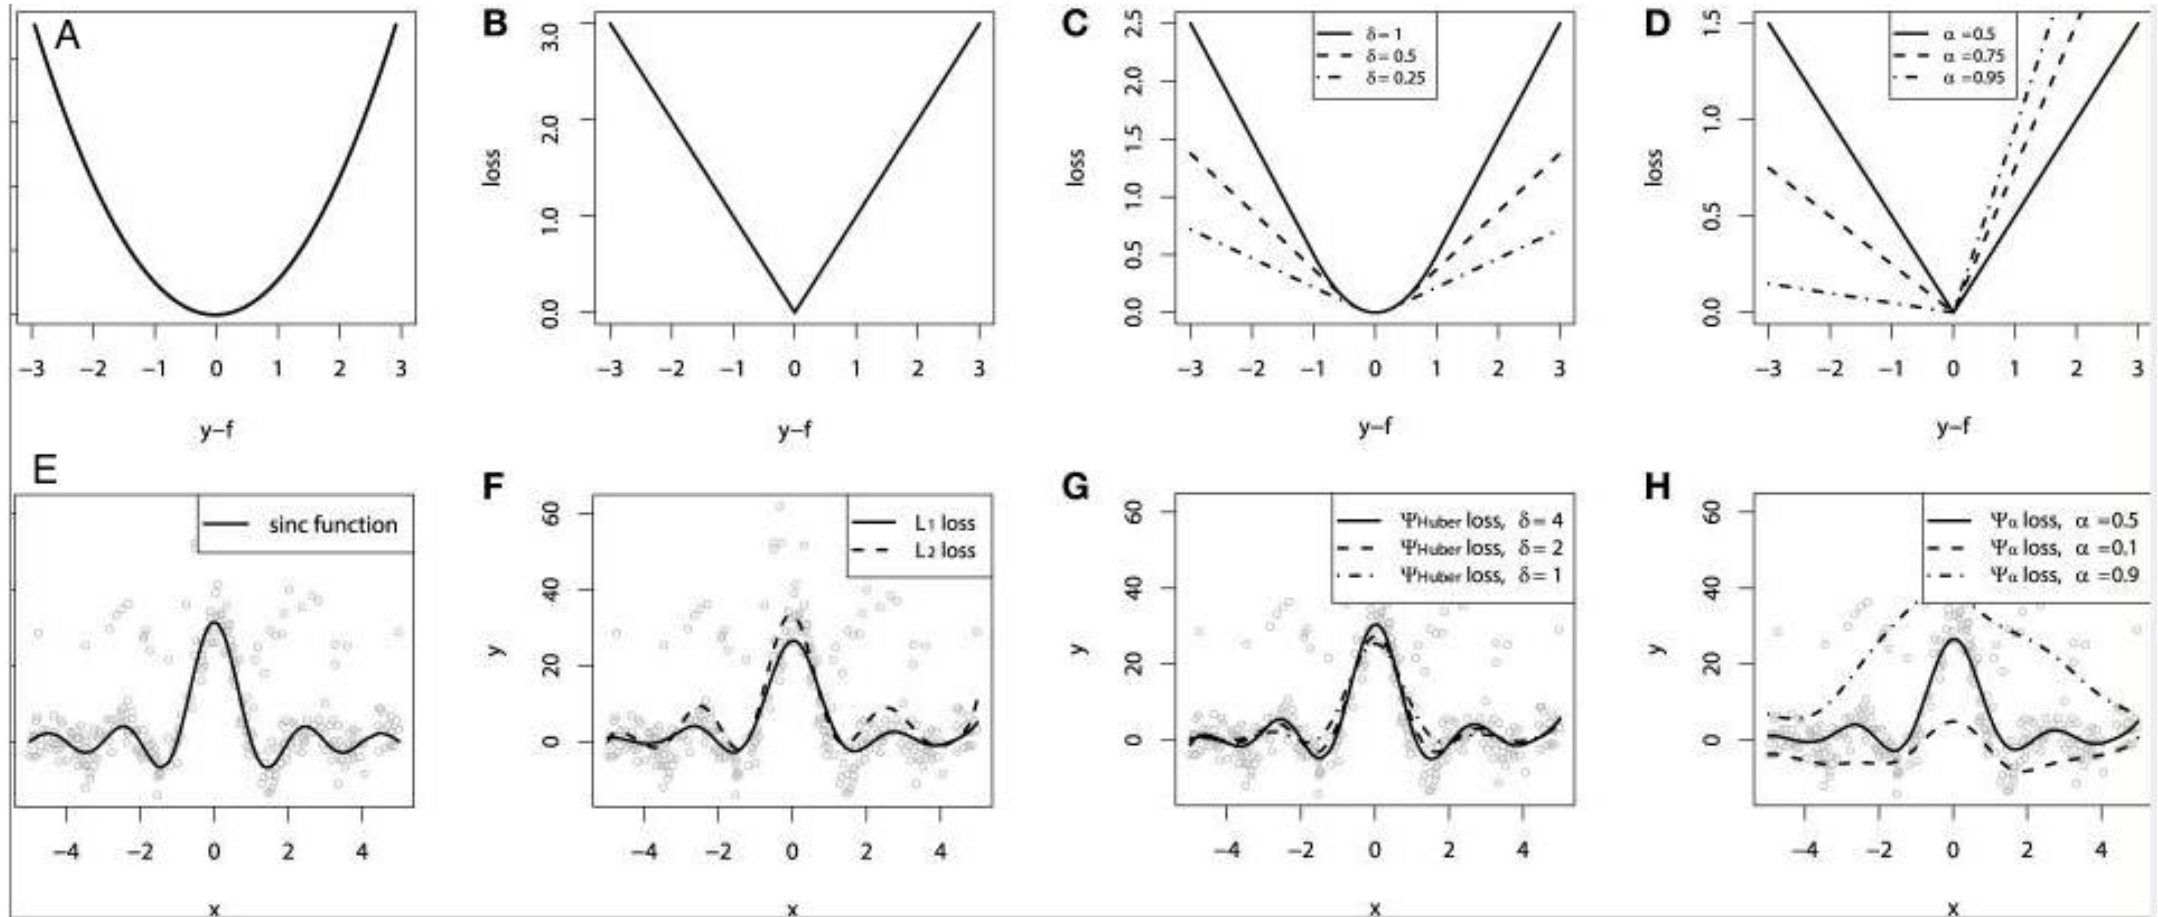 A
−3 −2 −1 0 1 2 3
y−f
B
loss
0.0 1.0 2.0 3.0
−3 −2 −1 0 1 2 3
y−f
C
loss
0.0 0.5 1.0 1.5 2.0 2.5
δ = 1
δ = 0.5
δ = 0.25
−3 −2 −1 0 1 2 3
y−f
D
loss
0.0 0.5 1.0 1.5
α =0.5
α =0.75
α =0.95
−3 −2 −1 0 1 2 3
y−f
E
sinc function
−4 −2 0 2 4
x
F
y
0 20 40 60
L1 loss
L2 loss
−4 −2 0 2 4
x
G
y
0 20 40 60
ΨHuber loss, δ = 4
ΨHuber loss, δ = 2
ΨHuber loss, δ = 1
−4 −2 0 2 4
x
H
y
0 20 40 60
Ψα loss, α =0.5
Ψα loss, α =0.1
Ψα loss, α =0.9
−4 −2 0 2 4
x